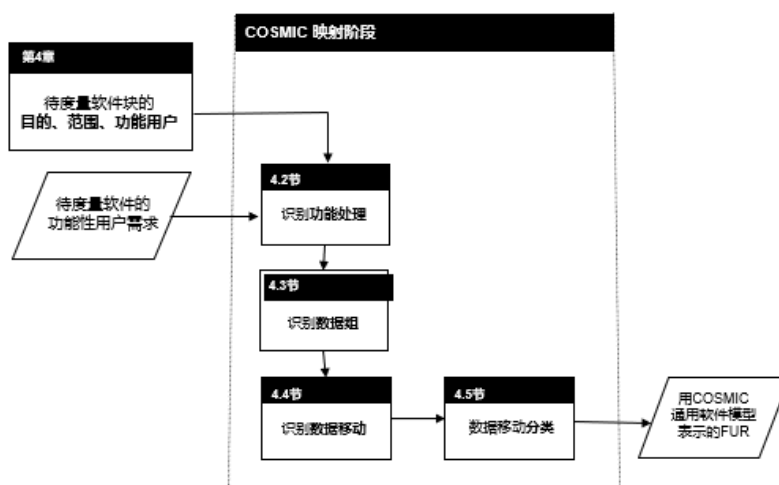 COSMIC 映射阶段
第4章
待度量软件块的
目的、范围、功能用户
待度量软件的
功能性用户需求
4.2节
识别功能处理
4.3节
识别数据组
4.4节
识别数据移动
4.5节
数据移动分类
用COSMIC
通用软件模型
表示的FUR